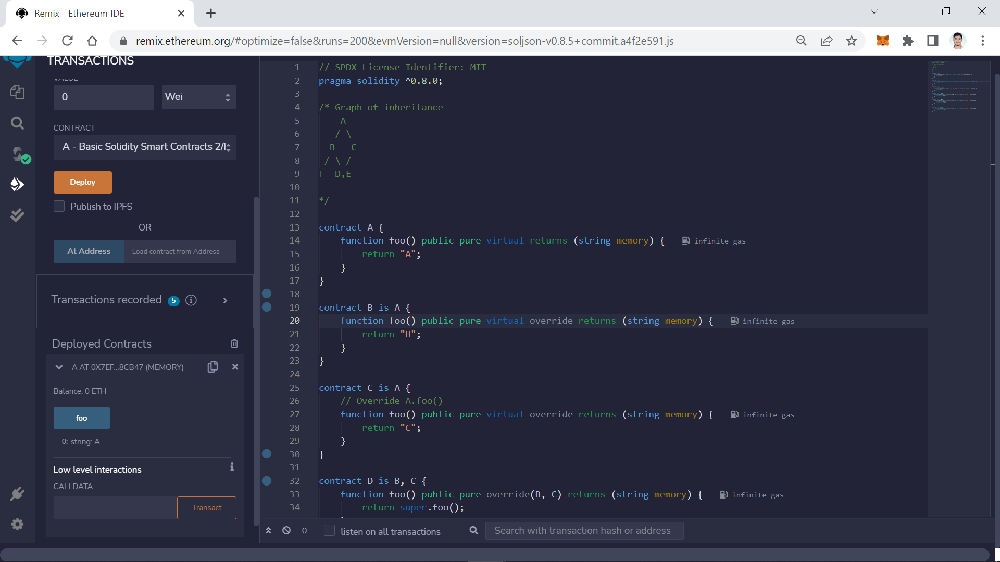 Remix - Ethereum IDE
remix.ethereum.org/#optimize=false&runs=200&evmVersion=null&version=soljson-v0.8.5+commit.a4f2e591.js
TRANSACTIONS
VALUE
0
Wei
CONTRACT
A - Basic Solidity Smart Contracts 2/
Deploy
Publish to IPFS
OR
At Address
Load contract from Address
Transactions recorded 5
Deployed Contracts
A AT 0X7EF...8CB47 (MEMORY)
Balance: 0 ETH
foo
0: string: A
Low level interactions
CALLDATA
Transact
1 // SPDX-License-Identifier: MIT
2 pragma solidity ^0.8.0;
3
4 /* Graph of inheritance
5 A
6 / \
7 B C
8 / \ /
9 F D,E
10
11 */
12
13 contract A {
14 function foo() public pure virtual returns (string memory) { infinite gas
15 return "A";
16 }
17 }
18
19 contract B is A {
20 function foo() public pure virtual override returns (string memory) { infinite gas
21 return "B";
22 }
23 }
24
25 contract C is A {
26 // Override A.foo()
27 function foo() public pure virtual override returns (string memory) { infinite gas
28 return "C";
29 }
30 }
31
32 contract D is B, C {
33 function foo() public pure override(B, C) returns (string memory) { infinite gas
34 return super.foo();
0
listen on all transactions
Search with transaction hash or address